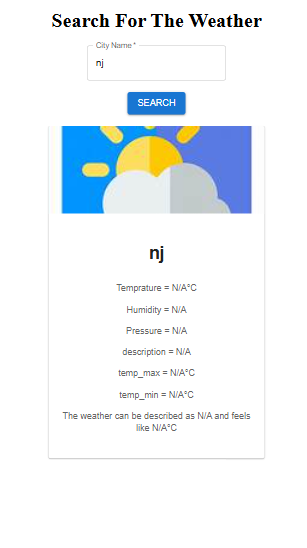 Search For The Weather
City Name *
nj
SEARCH
nj
Temprature = N/A°C
Humidity = N/A
Pressure = N/A
description = N/A
temp_max = N/A°C
temp_min = N/A°C
The weather can be described as N/A and feels
like N/A°C